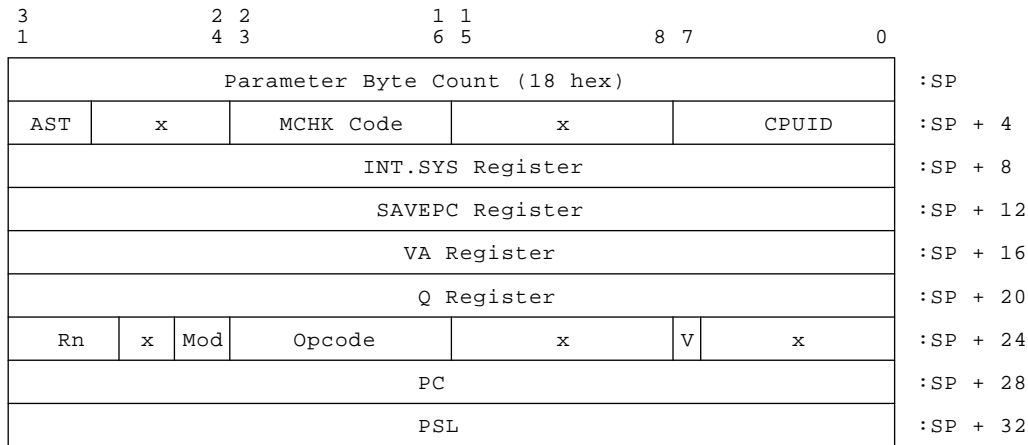 3 2 2 1 1
1 4 3 6 5 8 7 0
Parameter Byte Count (18 hex) :SP
AST x MCHK Code x CPUID :SP + 4
INT.SYS Register :SP + 8
SAVEPC Register :SP + 12
VA Register :SP + 16
Q Register :SP + 20
Rn x Mod Opcode x V x :SP + 24
PC :SP + 28
PSL :SP + 32